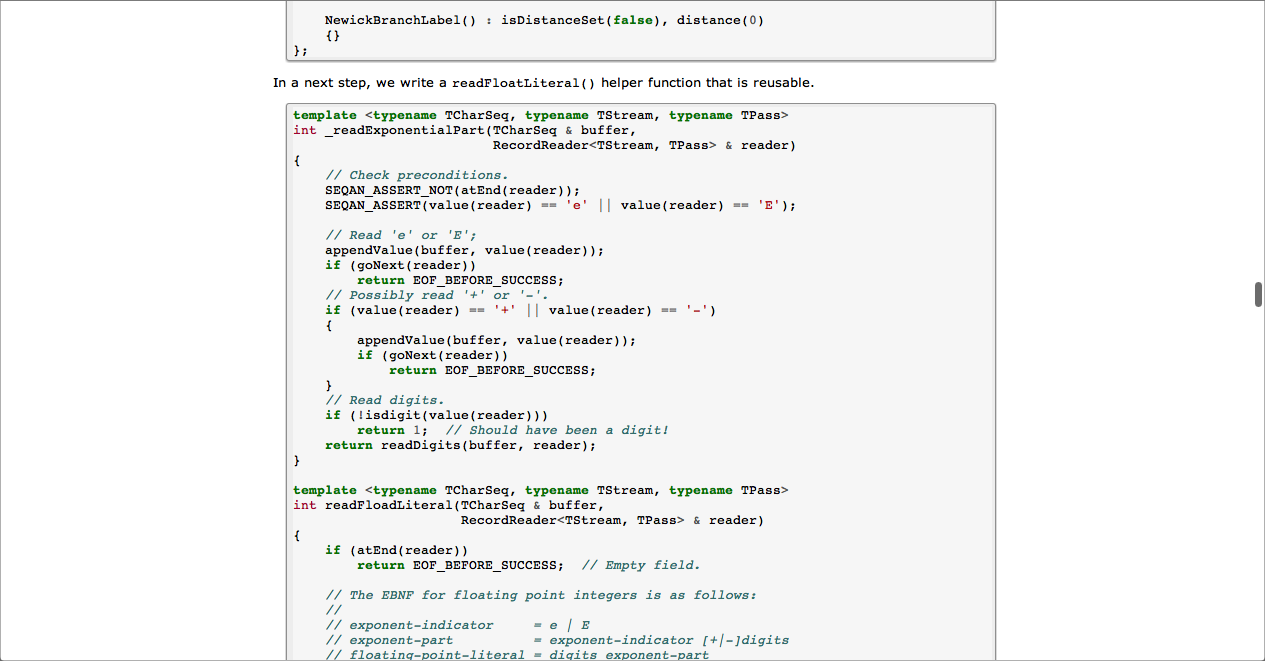 NewickBranchLabel() : isDistanceSet(false), distance(0)
    {}
};
In a next step, we write a readFloatLiteral() helper function that is reusable.
template <typename TCharSeq, typename TStream, typename TPass>
int _readExponentialPart(TCharSeq & buffer,
                         RecordReader<TStream, TPass> & reader)
{
    // Check preconditions.
    SEQAN_ASSERT_NOT(atEnd(reader));
    SEQAN_ASSERT(value(reader) == 'e' || value(reader) == 'E');

    // Read 'e' or 'E';
    appendValue(buffer, value(reader));
    if (goNext(reader))
        return EOF_BEFORE_SUCCESS;
    // Possibly read '+' or '-'.
    if (value(reader) == '+' || value(reader) == '-')
    {
        appendValue(buffer, value(reader));
        if (goNext(reader))
            return EOF_BEFORE_SUCCESS;
    }
    // Read digits.
    if (!isdigit(value(reader)))
        return 1;  // Should have been a digit!
    return readDigits(buffer, reader);
}

template <typename TCharSeq, typename TStream, typename TPass>
int readFloadLiteral(TCharSeq & buffer,
                     RecordReader<TStream, TPass> & reader)
{
    if (atEnd(reader))
        return EOF_BEFORE_SUCCESS;  // Empty field.

    // The EBNF for floating point integers is as follows:
    //
    // exponent-indicator     = e | E
    // exponent-part          = exponent-indicator [+|-]digits
    // floating-point-literal = digits exponent-part